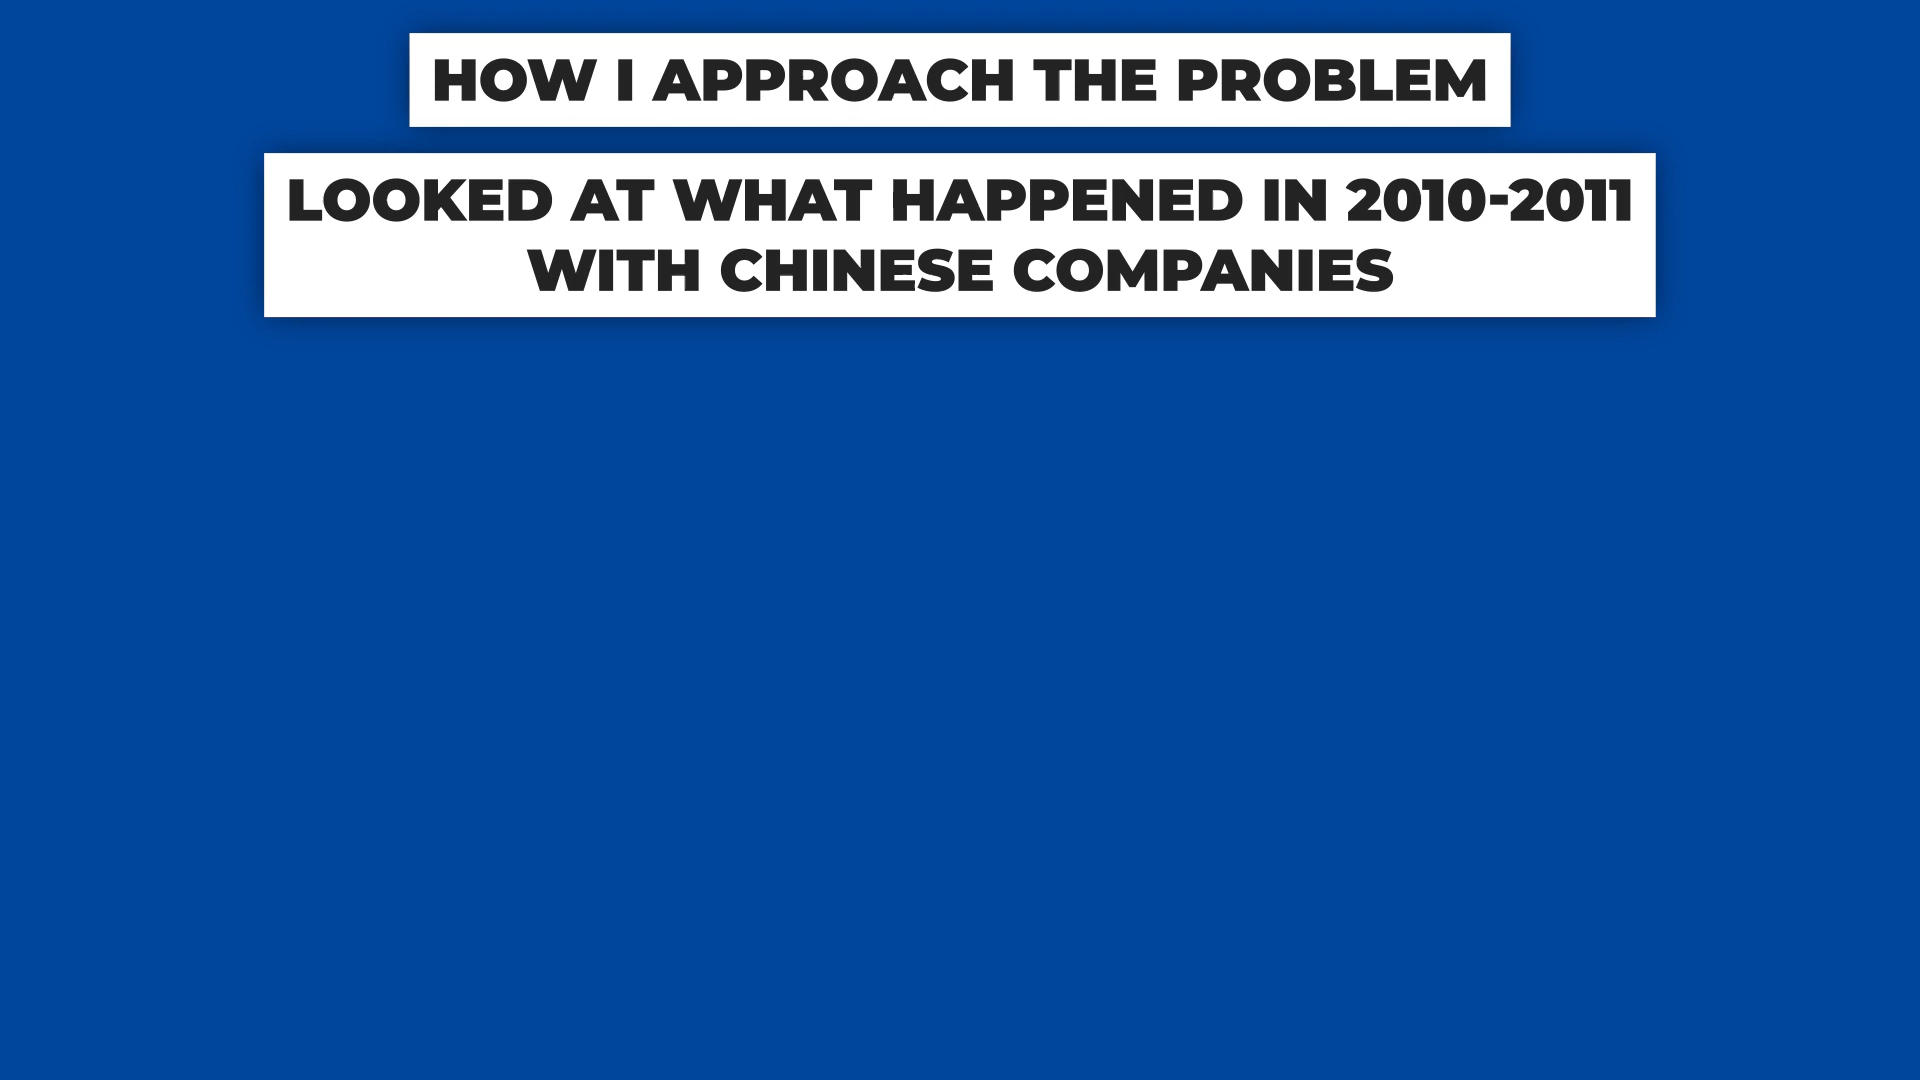 HOW I APPROACH THE PROBLEM
LOOKED AT WHAT HAPPENED IN 2010-2011
WITH CHINESE COMPANIES